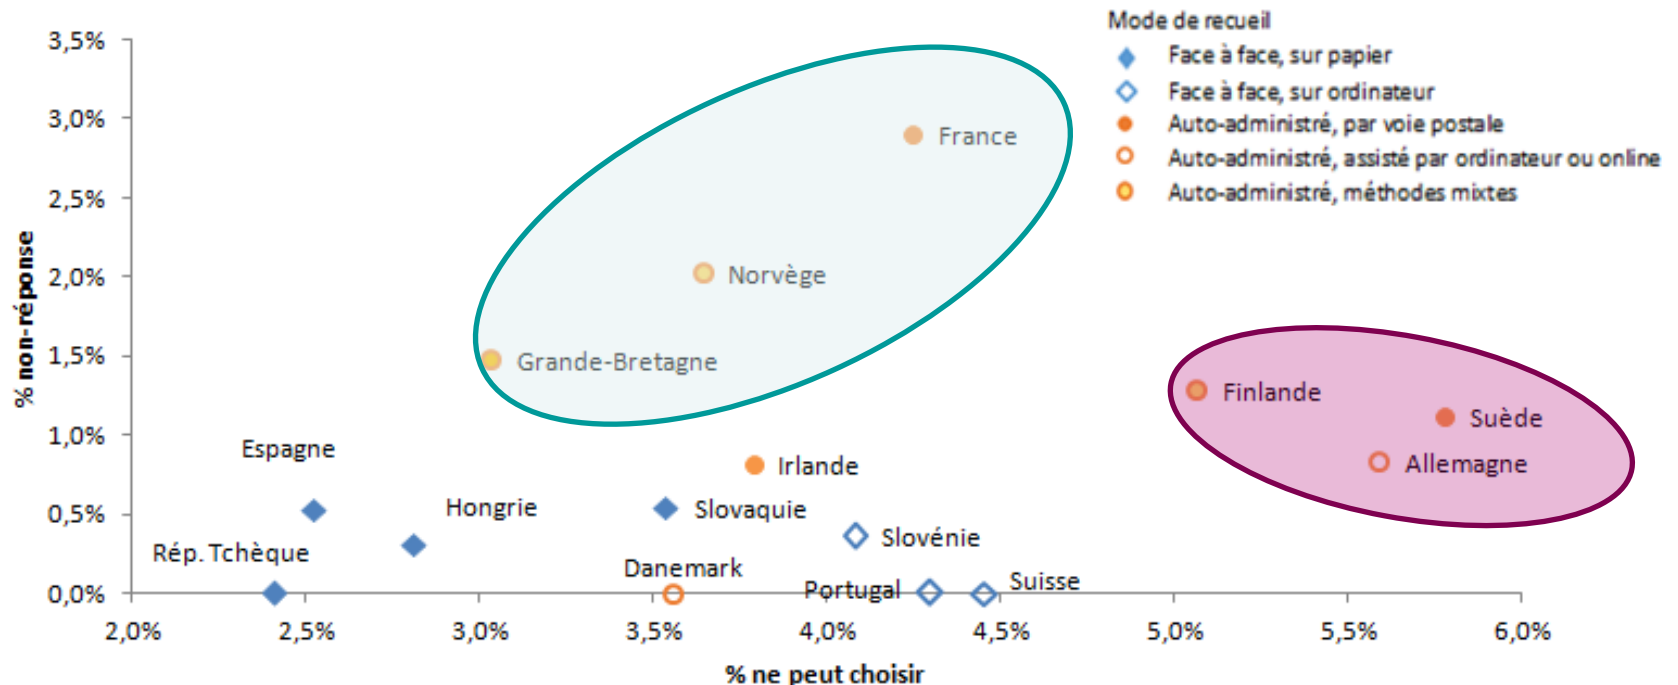 Mode de recueil
Face à face, sur papier
Face à face, sur ordinateur
Auto-administré, par voie postale
Auto-administré, assisté par ordinateur ou online
Auto-administré, méthodes mixtes
% non-réponse
3,5%
3,0%
2,5%
2,0%
1,5%
1,0%
0,5%
0,0%
France
Norvège
Grande-Bretagne
Finlande
Suède
Allemagne
Espagne
Irlande
Hongrie
Slovaquie
Slovénie
Rép. Tchèque
Danemark
Portugal
Suisse
2,0%
2,5%
3,0%
3,5%
4,0%
4,5%
5,0%
5,5%
6,0%
% ne peut choisir